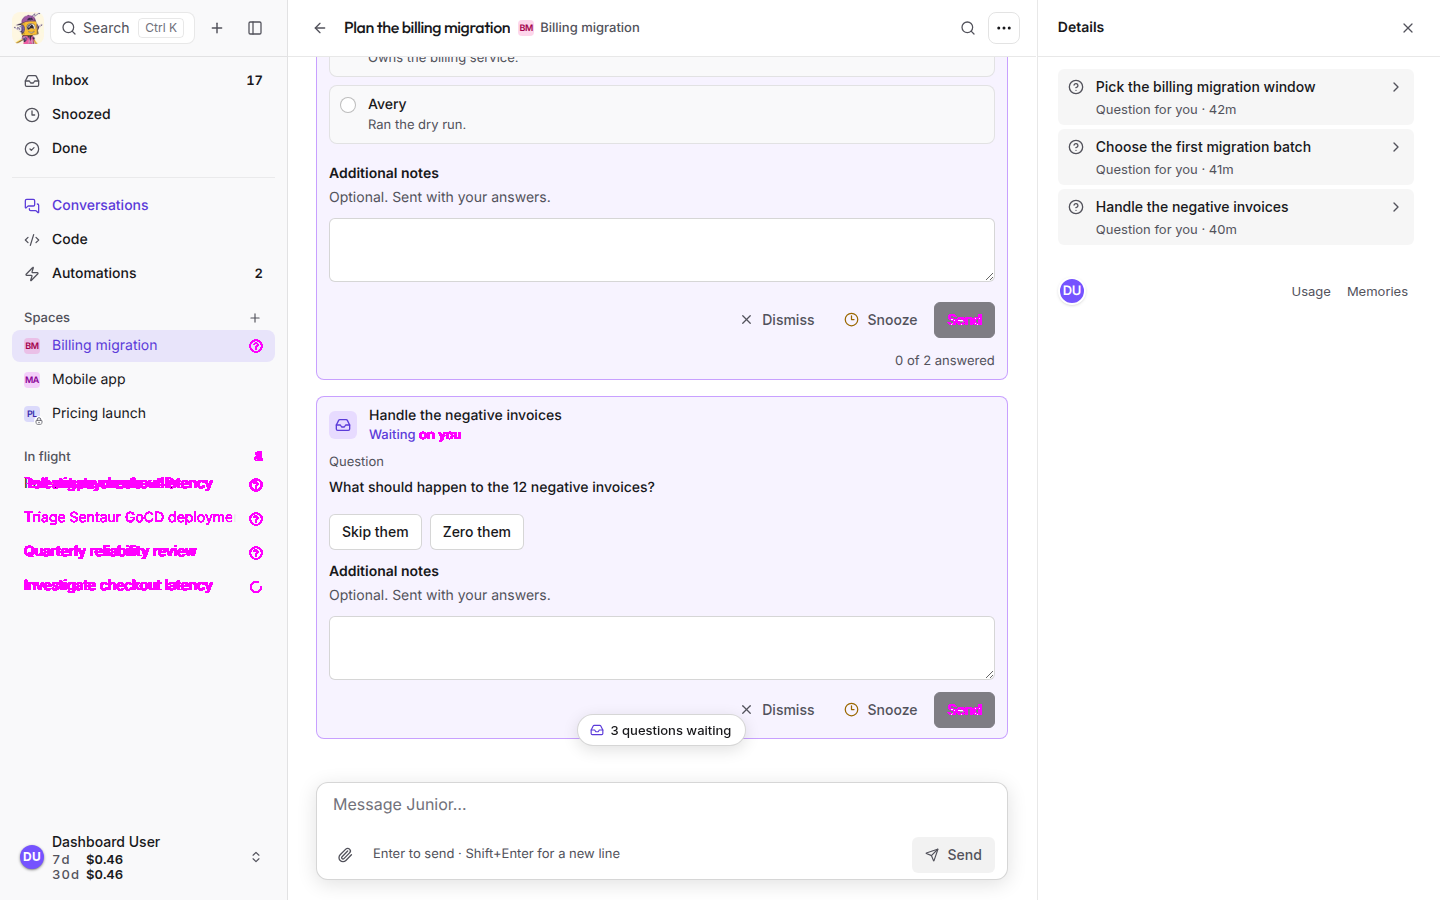 Search Ctrl K
Inbox 17
Snoozed
Done
Conversations
Code
Automations 2
Spaces
BM Billing migration
MA Mobile app
PL Pricing launch
In flight
Triage Sentaur GoCD deployme
Quarterly reliability review
Investigate checkout latency
DU Dashboard User
7d $0.46
30d $0.46
Plan the billing migration BM Billing migration
Owns the billing service.
Avery
Ran the dry run.
Additional notes
Optional. Sent with your answers.
Dismiss Snooze Send
0 of 2 answered
Handle the negative invoices
Waiting on you
Question
What should happen to the 12 negative invoices?
Skip them Zero them
Additional notes
Optional. Sent with your answers.
Dismiss Snooze Send
3 questions waiting
Message Junior...
Enter to send · Shift+Enter for a new line
Send
Details
Pick the billing migration window
Question for you · 42m
Choose the first migration batch
Question for you · 41m
Handle the negative invoices
Question for you · 40m
DU Usage Memories